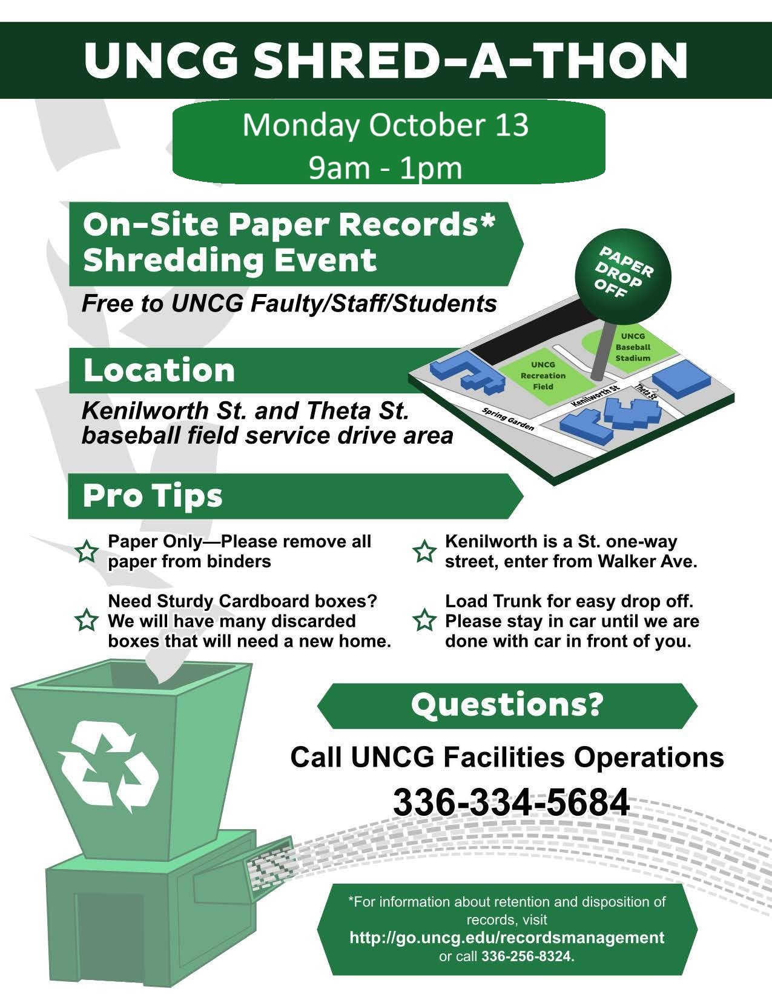 UNCG SHRED-A-THON
Monday October 13
9am - 1pm
On-Site Paper Records*
Shredding Event
Free to UNCG Faulty/Staff/Students
PAPER
DROP
OFF
UNCG
Baseball
Stadium
UNCG
Recreation
Field
Kenilworth St
Theta St
Spring Garden
Location
Kenilworth St. and Theta St.
baseball field service drive area
Pro Tips
Paper Only—Please remove all
paper from binders
Need Sturdy Cardboard boxes?
We will have many discarded
boxes that will need a new home.
Kenilworth is a St. one-way
street, enter from Walker Ave.
Load Trunk for easy drop off.
Please stay in car until we are
done with car in front of you.
Questions?
Call UNCG Facilities Operations
336-334-5684
*For information about retention and disposition of
records, visit
http://go.uncg.edu/recordsmanagement
or call 336-256-8324.